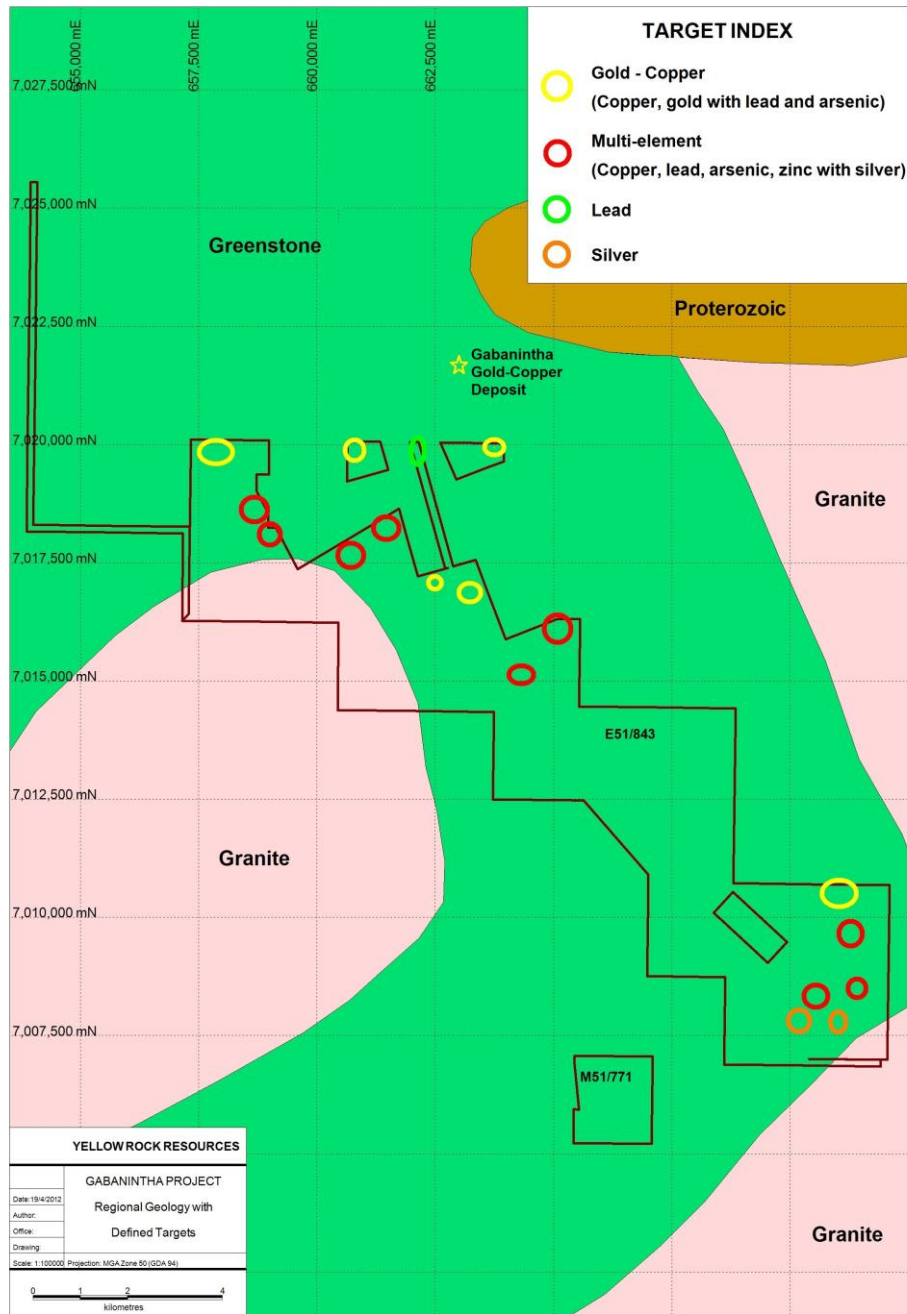 655,000 mE
657,500 mE
660,000 mE
662,500 mE
TARGET INDEX
Gold - Copper
(Copper, gold with lead and arsenic)
Multi-element
(Copper, lead, arsenic, zinc with silver)
Lead
Silver
7,027,500 mN
7,025,000 mN
Greenstone
Proterozoic
7,022,500 mN
Gabanintha
Gold-Copper
Deposit
7,020,000 mN
Granite
7,017,500 mN
7,015,000 mN
E51/843
7,012,500 mN
Granite
7,010,000 mN
7,007,500 mN
M51/771
YELLOW ROCK RESOURCES
GABANINTHA PROJECT
Regional Geology with
Defined Targets
Date:19/4/2012
Author:
Office:
Drawing:
Scale: 1:100000 Projection: MGA Zone 50 (GDA 94)
0 1 2 4
kilometres
Granite